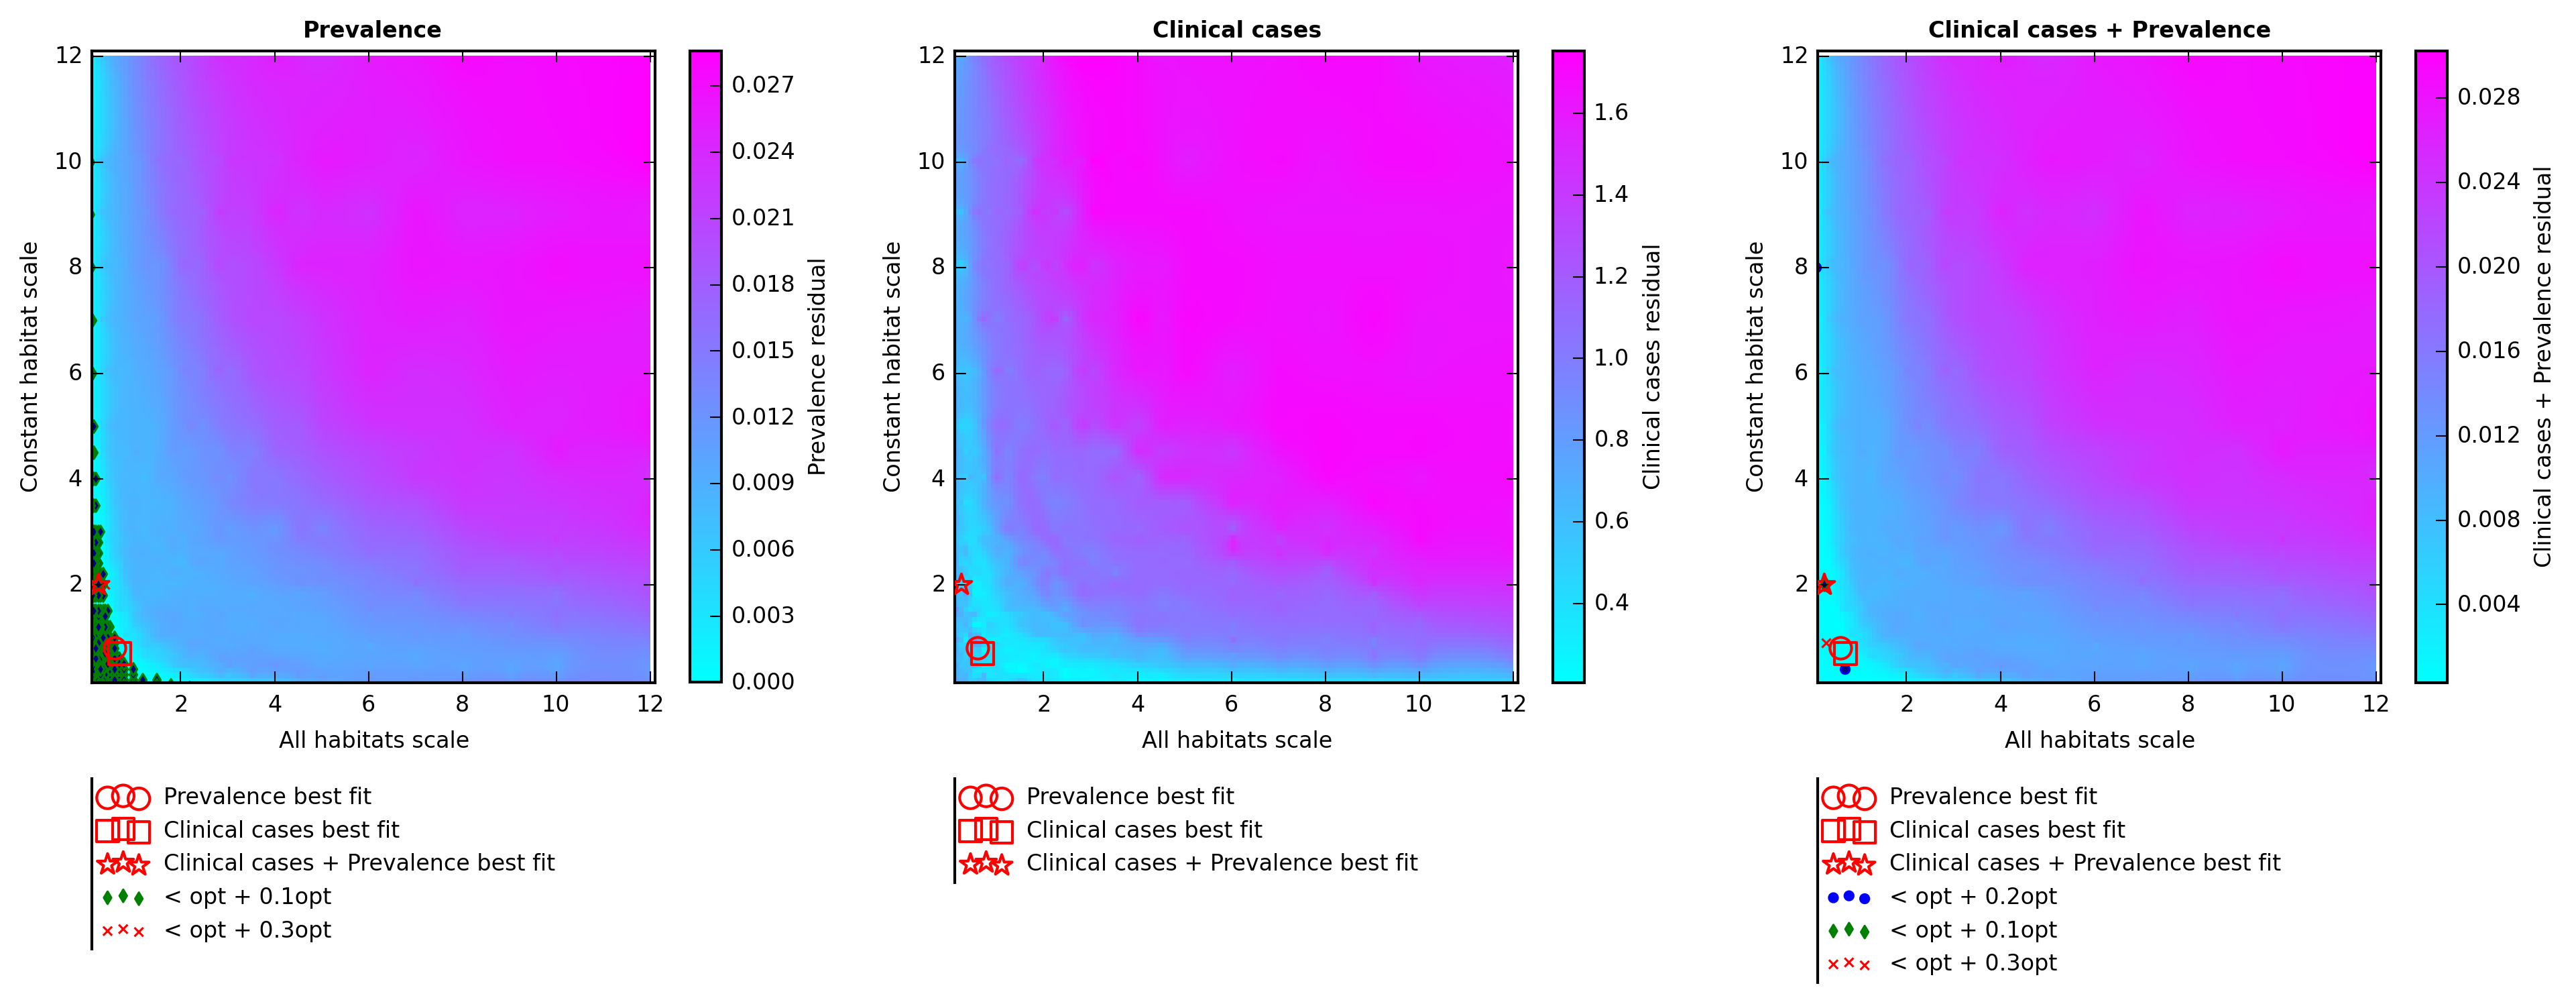 Prevalence
12
10
8
6
4
2
2 4 6 8 10 12
Constant habitat scale
All habitats scale
0.027
0.024
0.021
0.018
0.015
0.012
0.009
0.006
0.003
0.000
Prevalence residual
Prevalence best fit
Clinical cases best fit
Clinical cases + Prevalence best fit
< opt + 0.1opt
< opt + 0.3opt
Clinical cases
12
10
8
6
4
2
2 4 6 8 10 12
Constant habitat scale
All habitats scale
1.6
1.4
1.2
1.0
0.8
0.6
0.4
Clinical cases residual
Prevalence best fit
Clinical cases best fit
Clinical cases + Prevalence best fit
Clinical cases + Prevalence
12
10
8
6
4
2
2 4 6 8 10 12
Constant habitat scale
All habitats scale
0.028
0.024
0.020
0.016
0.012
0.008
0.004
Clinical cases + Prevalence residual
Prevalence best fit
Clinical cases best fit
Clinical cases + Prevalence best fit
< opt + 0.2opt
< opt + 0.1opt
< opt + 0.3opt